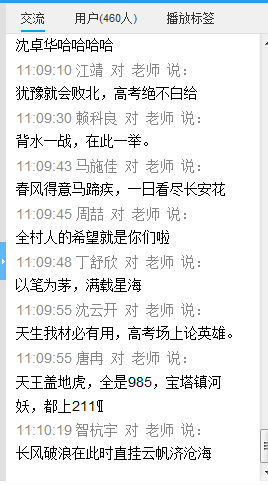 交流 用户(460人) 播放标签
沈卓华哈哈哈哈
11:09:10 江靖 对 老师 说：
犹豫就会败北，高考绝不白给
11:09:30 赖科良 对 老师 说：
背水一战，在此一举。
11:09:43 马施佳 对 老师 说：
春风得意马蹄疾，一日看尽长安花
11:09:45 周喆 对 老师 说：
全村人的希望就是你们啦
11:09:48 丁舒欣 对 老师 说：
以笔为茅，满载星海
11:09:55 沈云开 对 老师 说：
天生我材必有用，高考场上论英雄。
11:09:55 唐冉 对 老师 说：
天王盖地虎，全是985，宝塔镇河
妖，都上211¶
11:10:19 智杭宇 对 老师 说：
长风破浪在此时直挂云帆济沧海